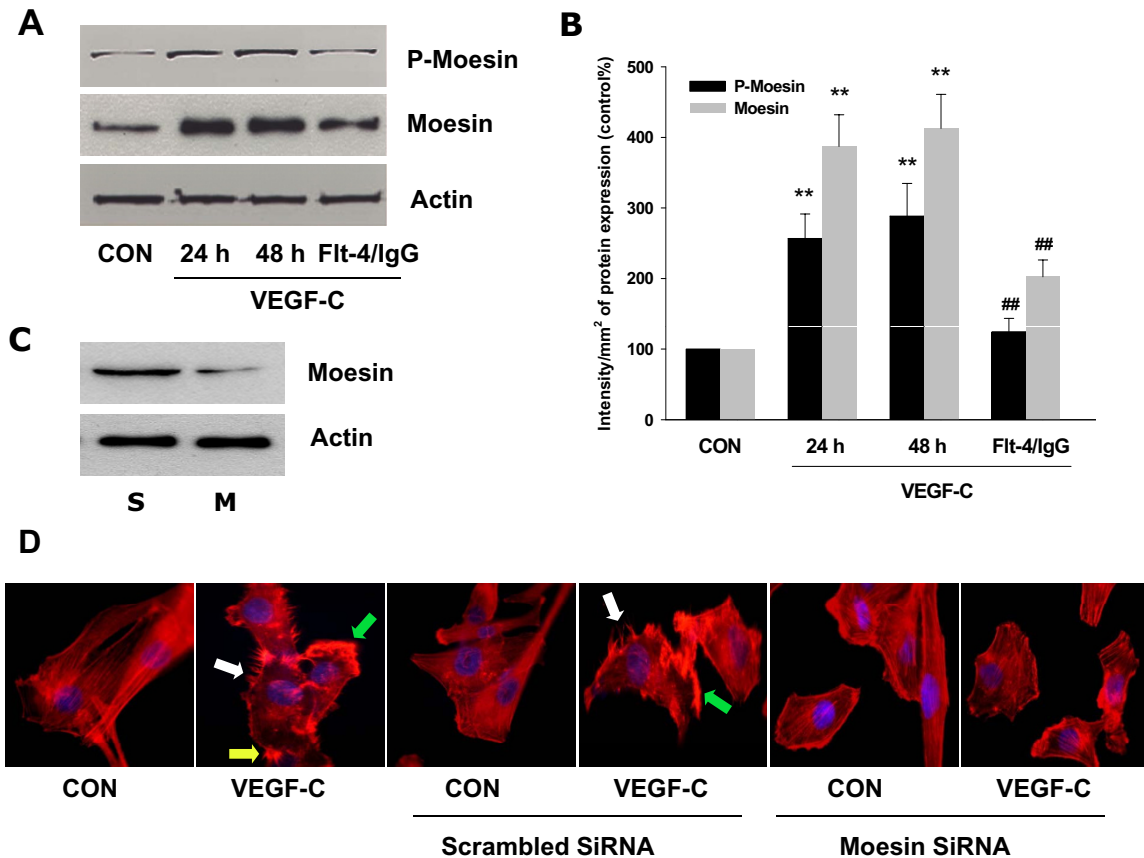 A
P-Moesin
Moesin
Actin
CON 24 h 48 h Flt-4/IgG
VEGF-C
B
Intensity/mm² of protein expression (control%)
500
400
300
200
100
0
P-Moesin
Moesin
** ** ** ** ## ##
CON 24 h 48 h Flt-4/IgG
VEGF-C
C
Moesin
Actin
S M
D
CON VEGF-C CON VEGF-C CON VEGF-C
Scrambled SiRNA Moesin SiRNA